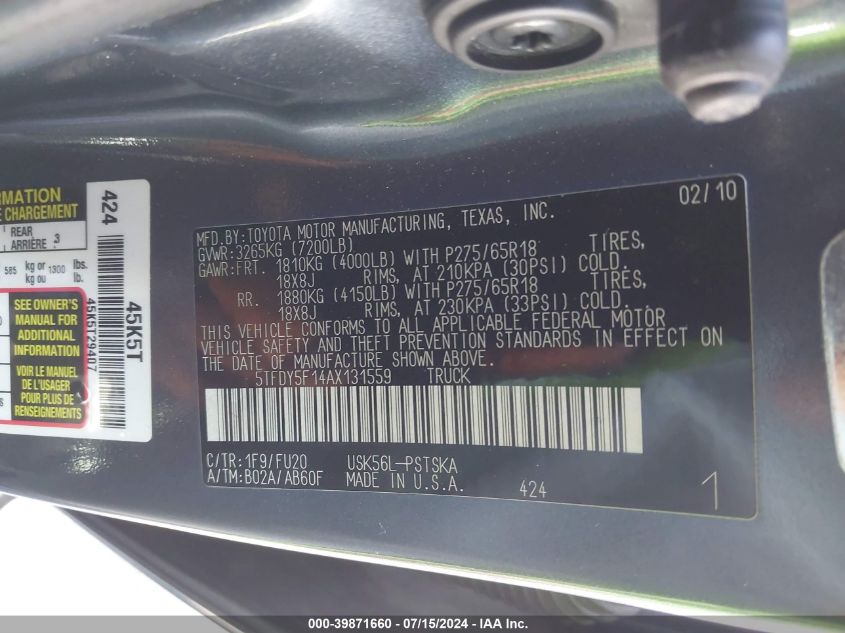 RMATION
E CHARGEMENT
REAR
ARRIÈRE 3
585 kg or 1300 lbs.
kg ou lb.
SEE OWNER'S
MANUAL FOR
ADDITIONAL
INFORMATION
VOIR LE MANUEL
DE L'USAGER
POUR PLUS DE
RENSEIGNEMENTS
424
45K5T
45K5T29407
02/10
MFD.BY:TOYOTA MOTOR MANUFACTURING, TEXAS, INC.
GVWR:3265KG (7200LB)
GAWR:FRT. 1810KG (4000LB) WITH P275/65R18 TIRES,
18X8J RIMS, AT 210KPA (30PSI) COLD.
RR. 1880KG (4150LB) WITH P275/65R18 TIRES,
18X8J RIMS, AT 230KPA (33PSI) COLD.
THIS VEHICLE CONFORMS TO ALL APPLICABLE FEDERAL MOTOR
VEHICLE SAFETY AND THEFT PREVENTION STANDARDS IN EFFECT ON
THE DATE OF MANUFACTURE SHOWN ABOVE.
5TFDY5F14AX131559 TRUCK
C/TR:1F9/FU20 USK56L-PSTSKA
A/TM:B02A/AB60F MADE IN U.S.A.
424
1
000-39871660 - 07/15/2024 - IAA Inc.